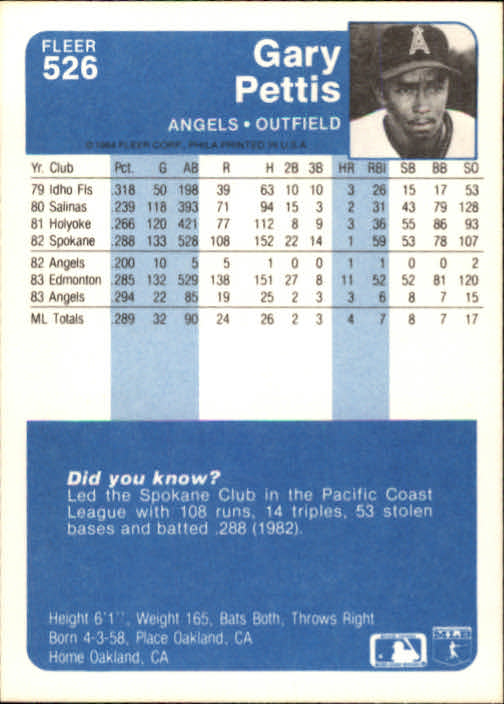 FLEER
526
Gary
Pettis
ANGELS • OUTFIELD
© 1984 FLEER CORP., PHILA PRINTED IN U.S.A.
Yr. Club Pct. G AB R H 2B 3B HR RBI SB BB SO
79 Idho Fls .318 50 198 39 63 10 10 3 26 15 17 53
80 Salinas .239 118 393 71 94 15 3 2 31 43 79 128
81 Holyoke .266 120 421 77 112 8 9 3 36 55 86 93
82 Spokane .288 133 528 108 152 22 14 1 59 53 78 107
82 Angels .200 10 5 5 1 0 0 1 1 0 0 2
83 Edmonton .285 132 529 138 151 27 8 11 52 52 81 120
83 Angels .294 22 85 19 25 2 3 3 6 8 7 15
ML Totals .289 32 90 24 26 2 3 4 7 8 7 17
Did you know?
Led the Spokane Club in the Pacific Coast
League with 108 runs, 14 triples, 53 stolen
bases and batted .288 (1982).
Height 6'1'', Weight 165, Bats Both, Throws Right
Born 4-3-58, Place Oakland, CA
Home Oakland, CA